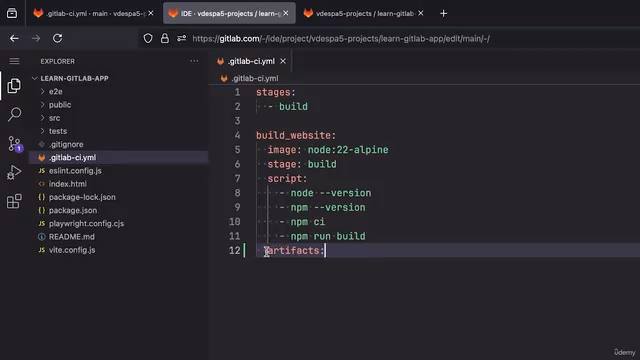 .gitlab-ci.yml · main · vdespa5-p
IDE · vdespa5-projects / learn-g
vdespa5-projects / learn-gitlab
https://gitlab.com/-/ide/project/vdespa5-projects/learn-gitlab-app/edit/main/-/
EXPLORER
LEARN-GITLAB-APP
e2e
public
src
tests
.gitignore
.gitlab-ci.yml
eslint.config.js
index.html
package-lock.json
package.json
playwright.config.cjs
README.md
vite.config.js
1
.gitlab-ci.yml
.gitlab-ci.yml
1 stages:
2 - build
3
4 build_website:
5 image: node:22-alpine
6 stage: build
7 script:
8 - node --version
9 - npm --version
10 - npm ci
11 - npm run build
12 artifacts:
Udemy